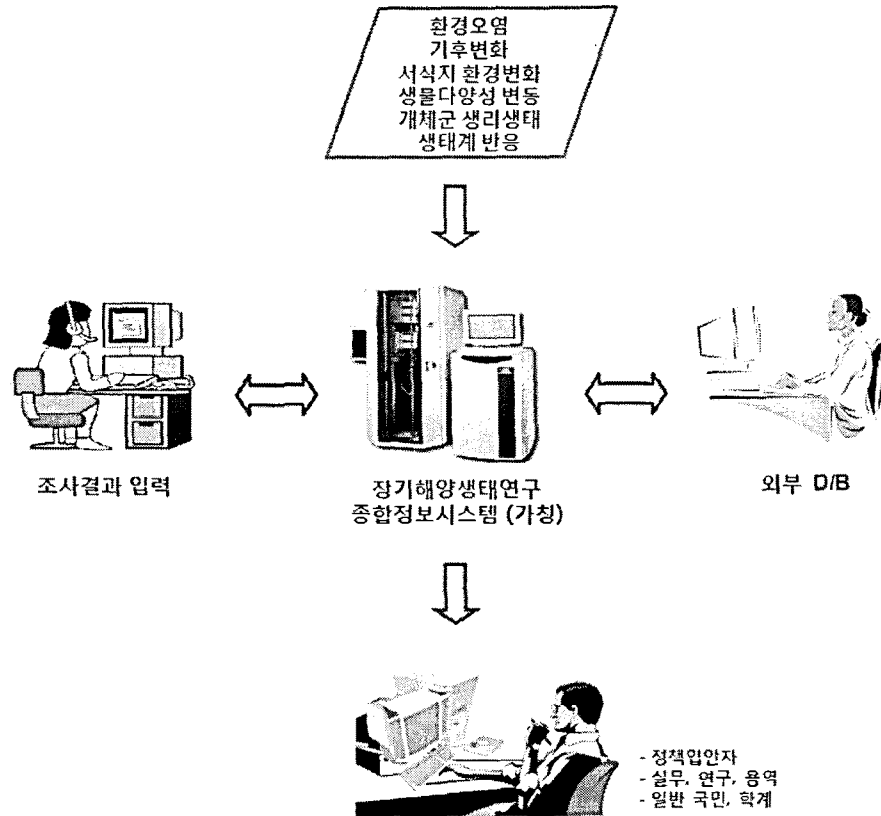 환경오염
기후변화
서식지 환경변화
생물다양성 변동
개체군 생리생태
생태계 반응
조사결과 입력
장기해양생태연구
종합정보시스템 (가칭)
외부 D/B
- 정책입안자
- 실무, 연구, 용역
- 일반 국민, 학계